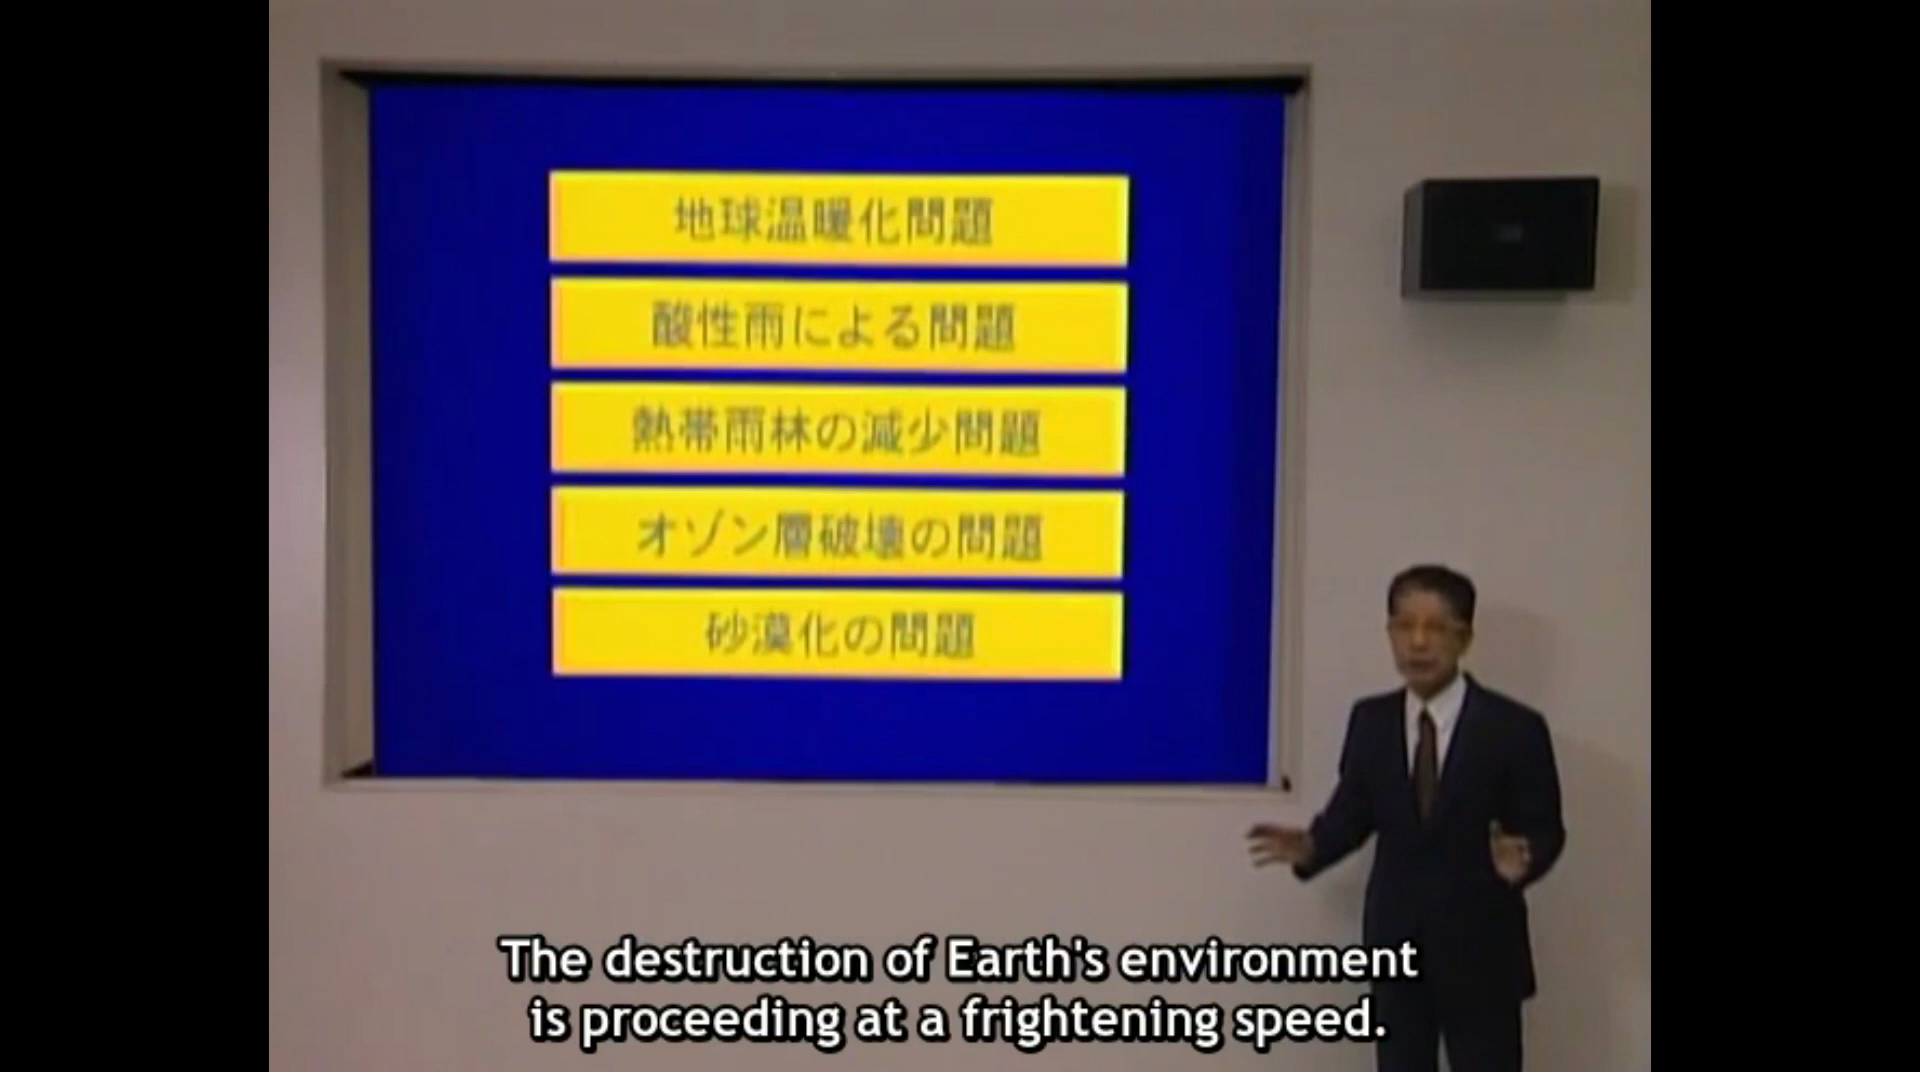 地球温暖化問題
酸性雨による問題
熱帯雨林の減少問題
オゾン層破壊の問題
砂漠化の問題
The destruction of Earth's environment
is proceeding at a frightening speed.